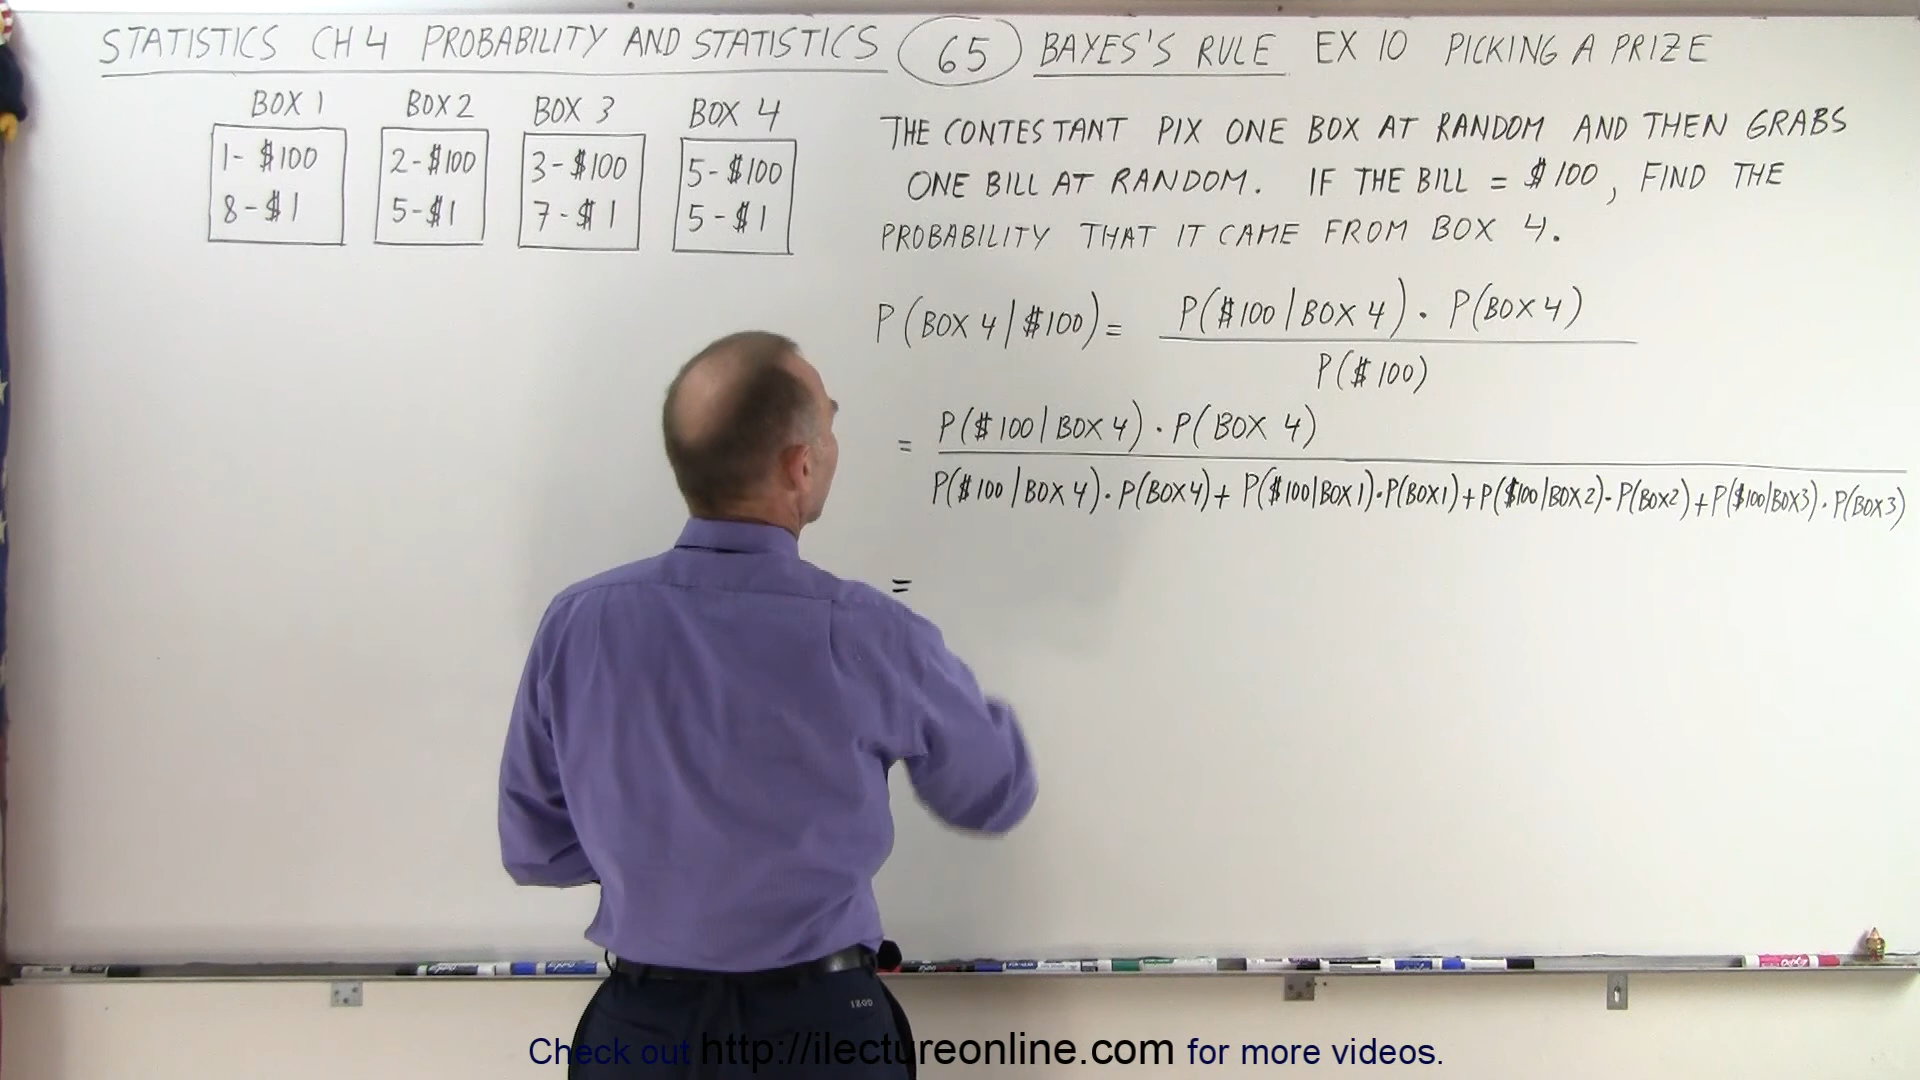 STATISTICS CH 4 PROBABILITY AND STATISTICS 65 BAYES'S RULE EX 10 PICKING A PRIZE
BOX 1 BOX 2 BOX 3 BOX 4
1- $100 2-$100 3-$100 5-$100
8-$1 5-$1 7-$1 5-$1
THE CONTESTANT PIX ONE BOX AT RANDOM AND THEN GRABS
ONE BILL AT RANDOM. IF THE BILL = $100, FIND THE
PROBABILITY THAT IT CAME FROM BOX 4.
P(BOX 4|$100) = P($100|BOX 4) · P(BOX 4)
P($100)
= P($100|BOX 4) · P(BOX 4)
P($100|BOX 4) · P(BOX 4) + P($100|BOX 1) · P(BOX 1) + P($100|BOX 2) · P(BOX 2) + P($100|BOX 3) · P(BOX 3)
=
IZOD
Check out http://ilectureonline.com for more videos.